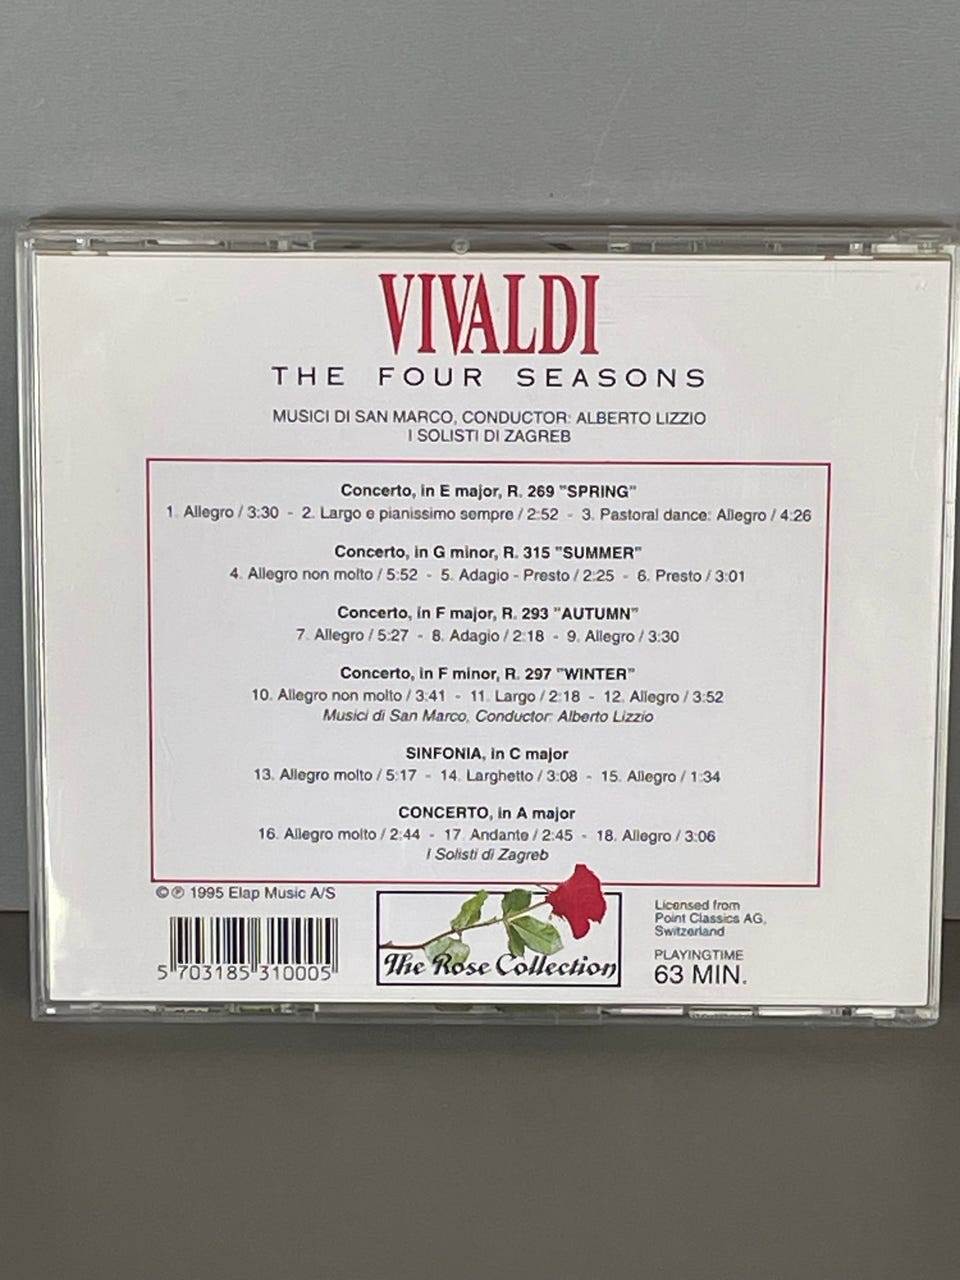 VIVALDI
THE FOUR SEASONS
MUSICI DI SAN MARCO, CONDUCTOR: ALBERTO LIZZIO
I SOLISTI DI ZAGREB
Concerto, in E major, R. 269 "SPRING"
1. Allegro / 3:30 - 2. Largo e pianissimo sempre / 2:52 - 3. Pastoral dance: Allegro / 4:26
Concerto, in G minor, R. 315 "SUMMER"
4. Allegro non molto / 5:52 - 5. Adagio - Presto / 2:25 - 6. Presto / 3:01
Concerto, in F major, R. 293 "AUTUMN"
7. Allegro / 5:27 - 8. Adagio / 2:18 - 9. Allegro / 3:30
Concerto, in F minor, R. 297 "WINTER"
10. Allegro non molto / 3:41 - 11. Largo / 2:18 - 12. Allegro / 3:52
Musici di San Marco, Conductor: Alberto Lizzio
SINFONIA, in C major
13. Allegro molto / 5:17 - 14. Larghetto / 3:08 - 15. Allegro / 1:34
CONCERTO, in A major
16. Allegro molto / 2:44 - 17. Andante / 2:45 - 18. Allegro / 3:06
I Solisti di Zagreb
© ℗ 1995 Elap Music A/S
5 703185 310005
The Rose Collection
Licensed from
Point Classics AG,
Switzerland
PLAYINGTIME
63 MIN.